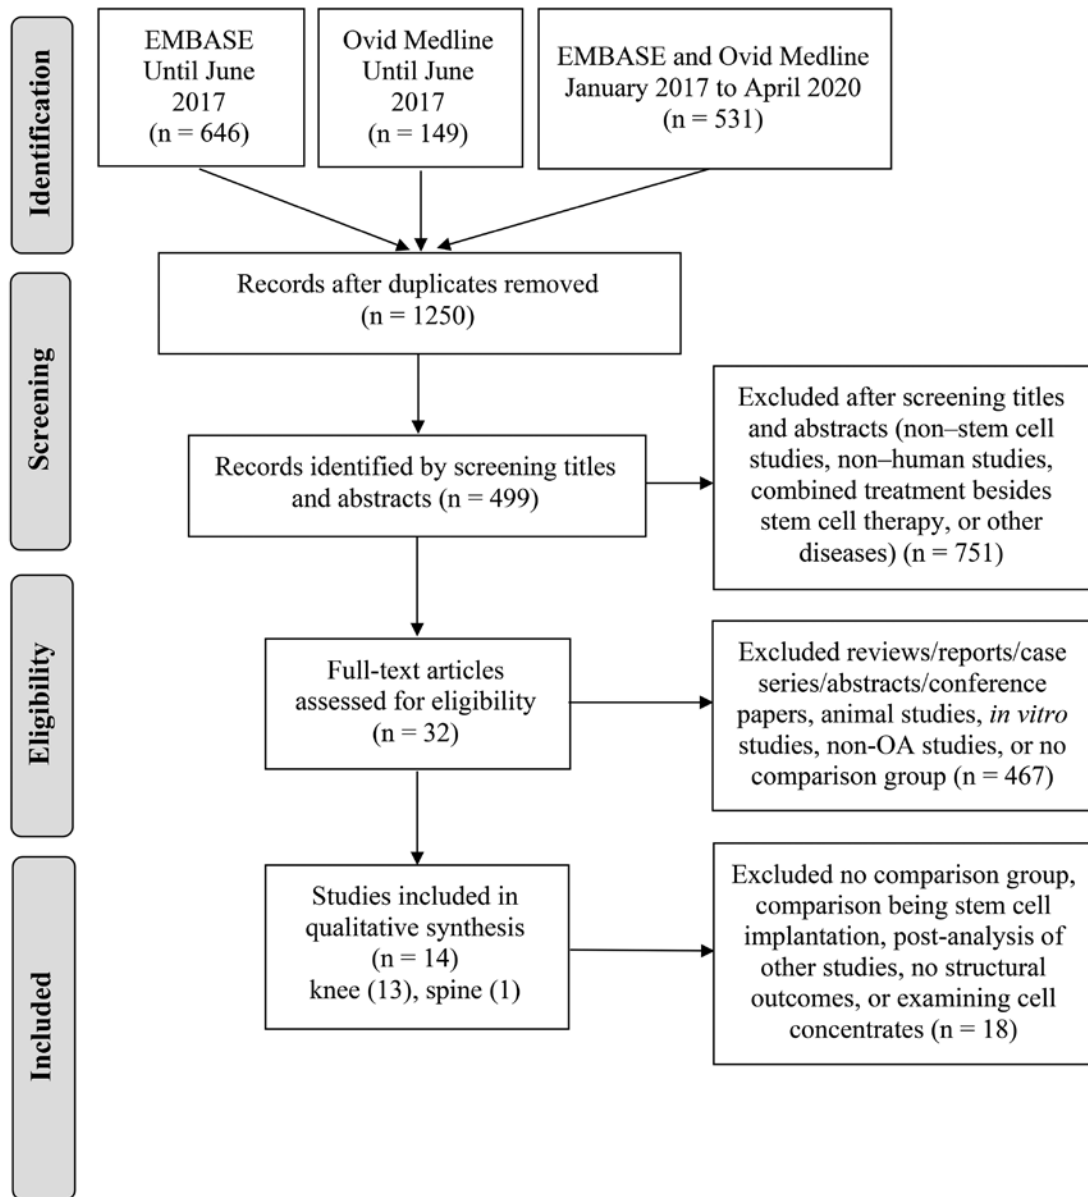 Identification
EMBASE
Until June
2017
(n = 646)
Ovid Medline
Until June
2017
(n = 149)
EMBASE and Ovid Medline
January 2017 to April 2020
(n = 531)
Screening
Records after duplicates removed
(n = 1250)
Records identified by screening titles
and abstracts (n = 499)
Excluded after screening titles
and abstracts (non–stem cell
studies, non–human studies,
combined treatment besides
stem cell therapy, or other
diseases) (n = 751)
Eligibility
Full-text articles
assessed for eligibility
(n = 32)
Excluded reviews/reports/case
series/abstracts/conference
papers, animal studies, in vitro
studies, non-OA studies, or no
comparison group (n = 467)
Included
Studies included in
qualitative synthesis
(n = 14)
knee (13), spine (1)
Excluded no comparison group,
comparison being stem cell
implantation, post-analysis of
other studies, no structural
outcomes, or examining cell
concentrates (n = 18)